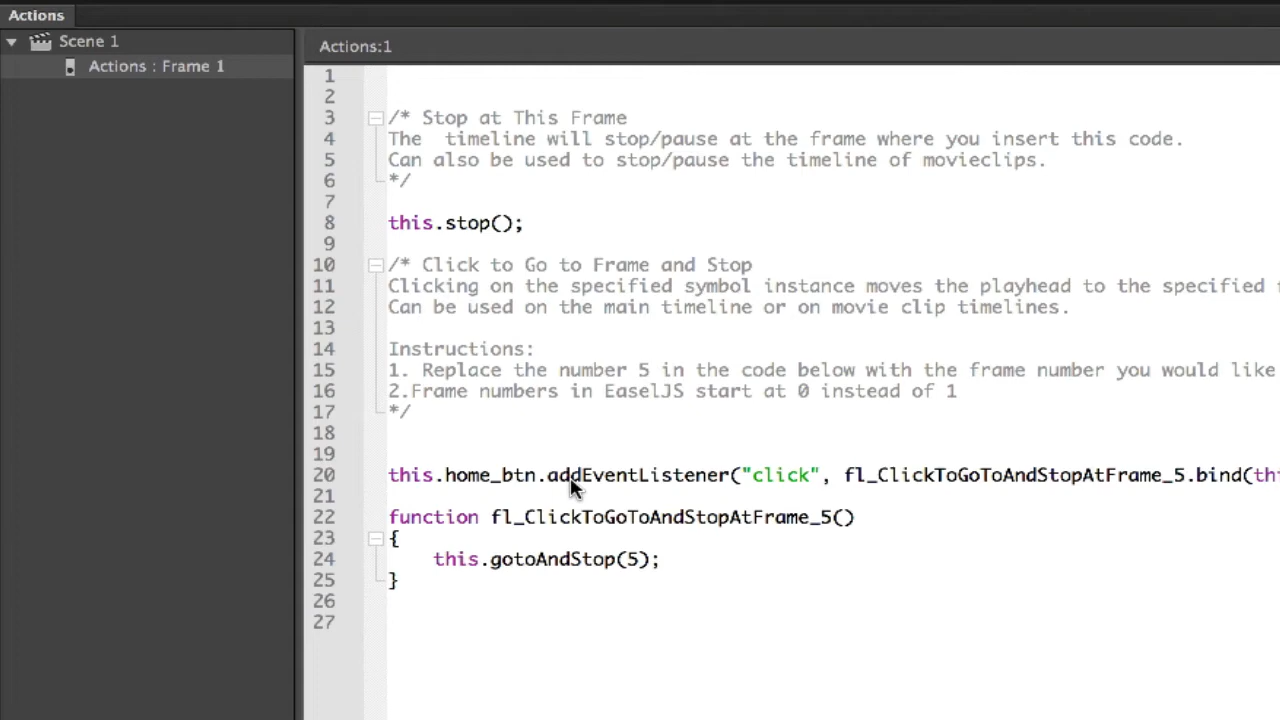 Actions
Scene 1
Actions : Frame 1
Actions:1
1
2
3 /* Stop at This Frame
4 The  timeline will stop/pause at the frame where you insert this code.
5 Can also be used to stop/pause the timeline of movieclips.
6 */
7
8 this.stop();
9
10 /* Click to Go to Frame and Stop
11 Clicking on the specified symbol instance moves the playhead to the specified f
12 Can be used on the main timeline or on movie clip timelines.
13
14 Instructions:
15 1. Replace the number 5 in the code below with the frame number you would like
16 2.Frame numbers in EaselJS start at 0 instead of 1
17 */
18
19
20 this.home_btn.addEventListener("click", fl_ClickToGoToAndStopAtFrame_5.bind(thi
21
22 function fl_ClickToGoToAndStopAtFrame_5()
23 {
24     this.gotoAndStop(5);
25 }
26
27